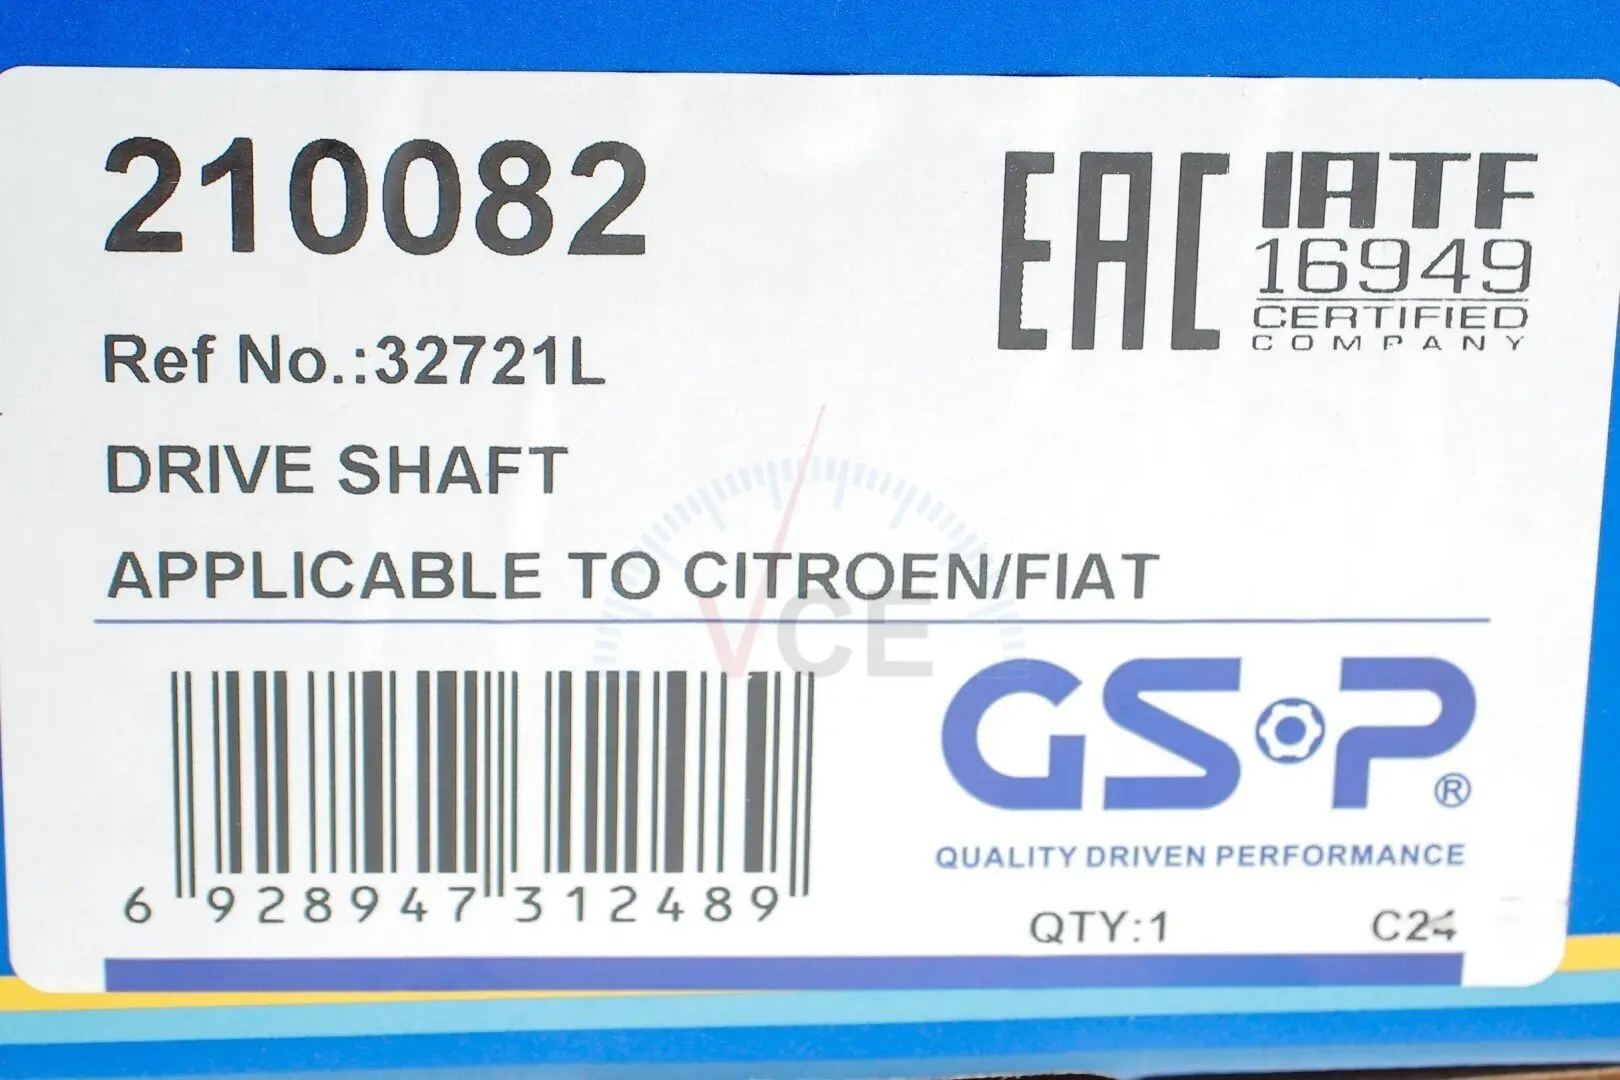 210082
EAC
IATF
16949
CERTIFIED
COMPANY
Ref No.:32721L
DRIVE SHAFT
APPLICABLE TO CITROEN/FIAT
VCE
GSP®
QUALITY DRIVEN PERFORMANCE
6 928947 312489
QTY:1
C24